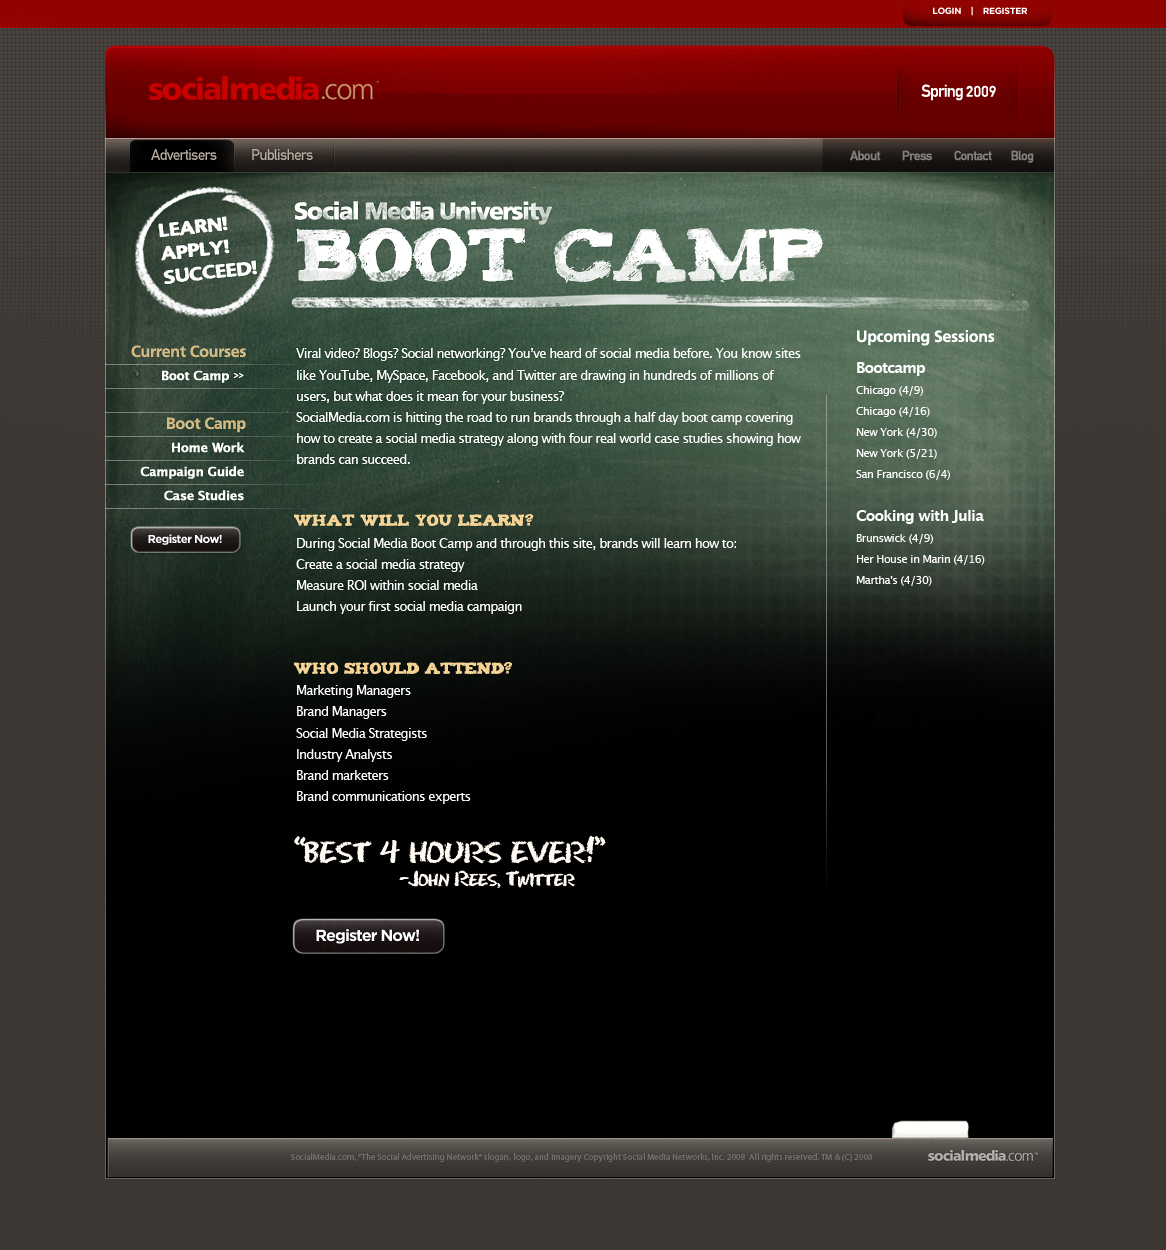 LOGIN | REGISTER
socialmedia.com™
Spring 2009
Advertisers Publishers
About Press Contact Blog
LEARN!
APPLY!
SUCCEED!
Social Media University
BOOT CAMP
Current Courses
Boot Camp >>
Boot Camp
Home Work
Campaign Guide
Case Studies
Register Now!
Viral video? Blogs? Social networking? You've heard of social media before. You know sites
like YouTube, MySpace, Facebook, and Twitter are drawing in hundreds of millions of
users, but what does it mean for your business?
SocialMedia.com is hitting the road to run brands through a half day boot camp covering
how to create a social media strategy along with four real world case studies showing how
brands can succeed.
WHAT WILL YOU LEARN?
During Social Media Boot Camp and through this site, brands will learn how to:
Create a social media strategy
Measure ROI within social media
Launch your first social media campaign
WHO SHOULD ATTEND?
Marketing Managers
Brand Managers
Social Media Strategists
Industry Analysts
Brand marketers
Brand communications experts
“BEST 4 HOURS EVER!”
-JOHN REES, TWITTER
Register Now!
Upcoming Sessions
Bootcamp
Chicago (4/9)
Chicago (4/16)
New York (4/30)
New York (5/21)
San Francisco (6/4)
Cooking with Julia
Brunswick (4/9)
Her House in Marin (4/16)
Martha's (4/30)
SocialMedia.com, "The Social Advertising Network" slogan, logo, and imagery Copyright Social Media Networks, Inc. 2008 All rights reserved. TM & (C) 2008
socialmedia.com™